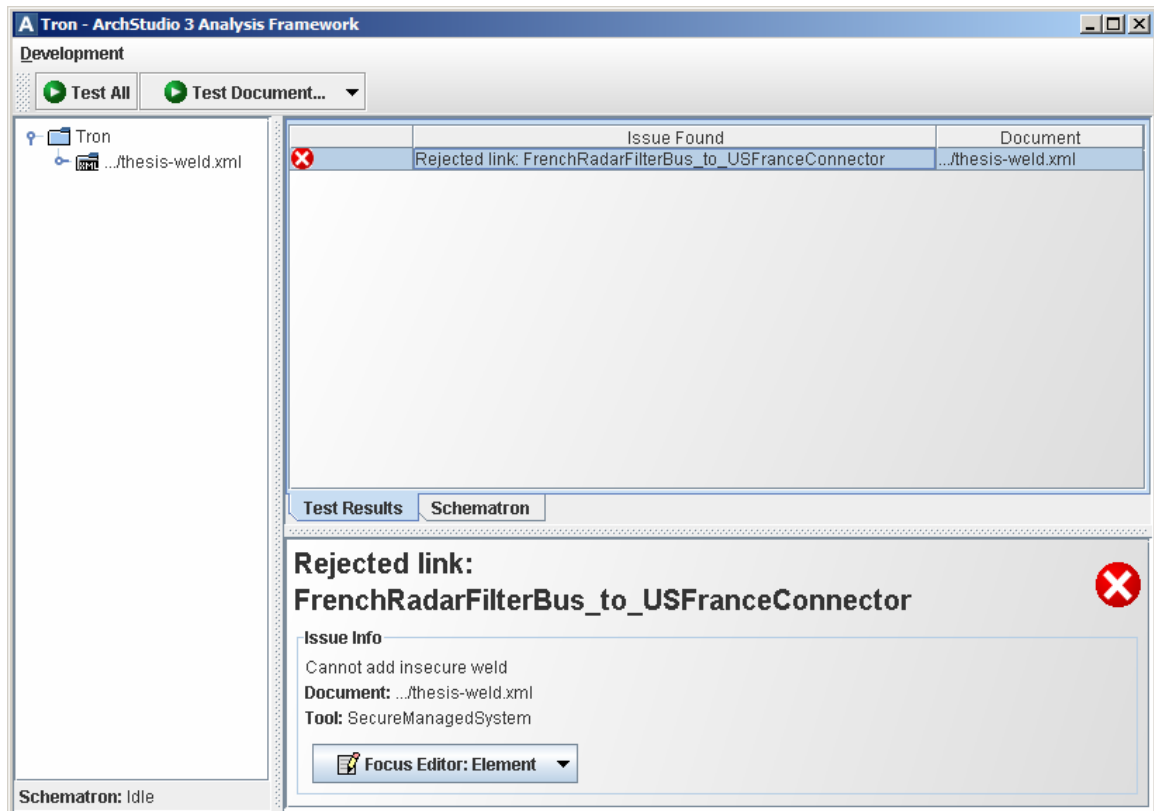 A Tron - ArchStudio 3 Analysis Framework
Development
Test All Test Document...
Tron
.../thesis-weld.xml
Issue Found Document
Rejected link: FrenchRadarFilterBus_to_USFranceConnector .../thesis-weld.xml
Test Results Schematron
Rejected link:
FrenchRadarFilterBus_to_USFranceConnector
Issue Info
Cannot add insecure weld
Document: .../thesis-weld.xml
Tool: SecureManagedSystem
Focus Editor: Element
Schematron: Idle